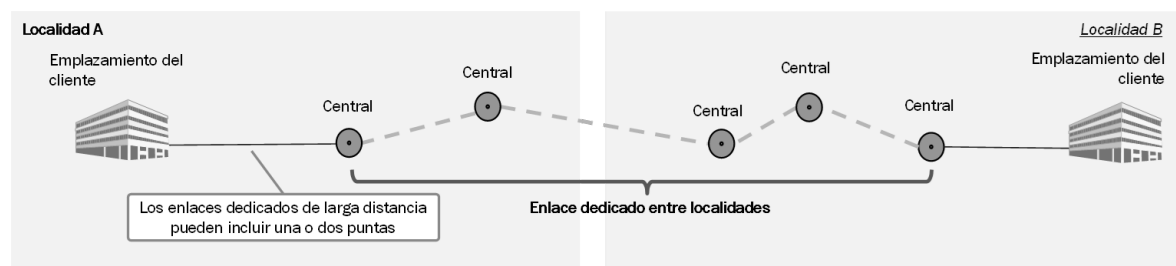 Localidad A
Localidad B
Emplazamiento del
cliente
Central
Central
Central
Central
Central
Emplazamiento del
cliente
Los enlaces dedicados de larga distancia
pueden incluir una o dos puntas
Enlace dedicado entre localidades